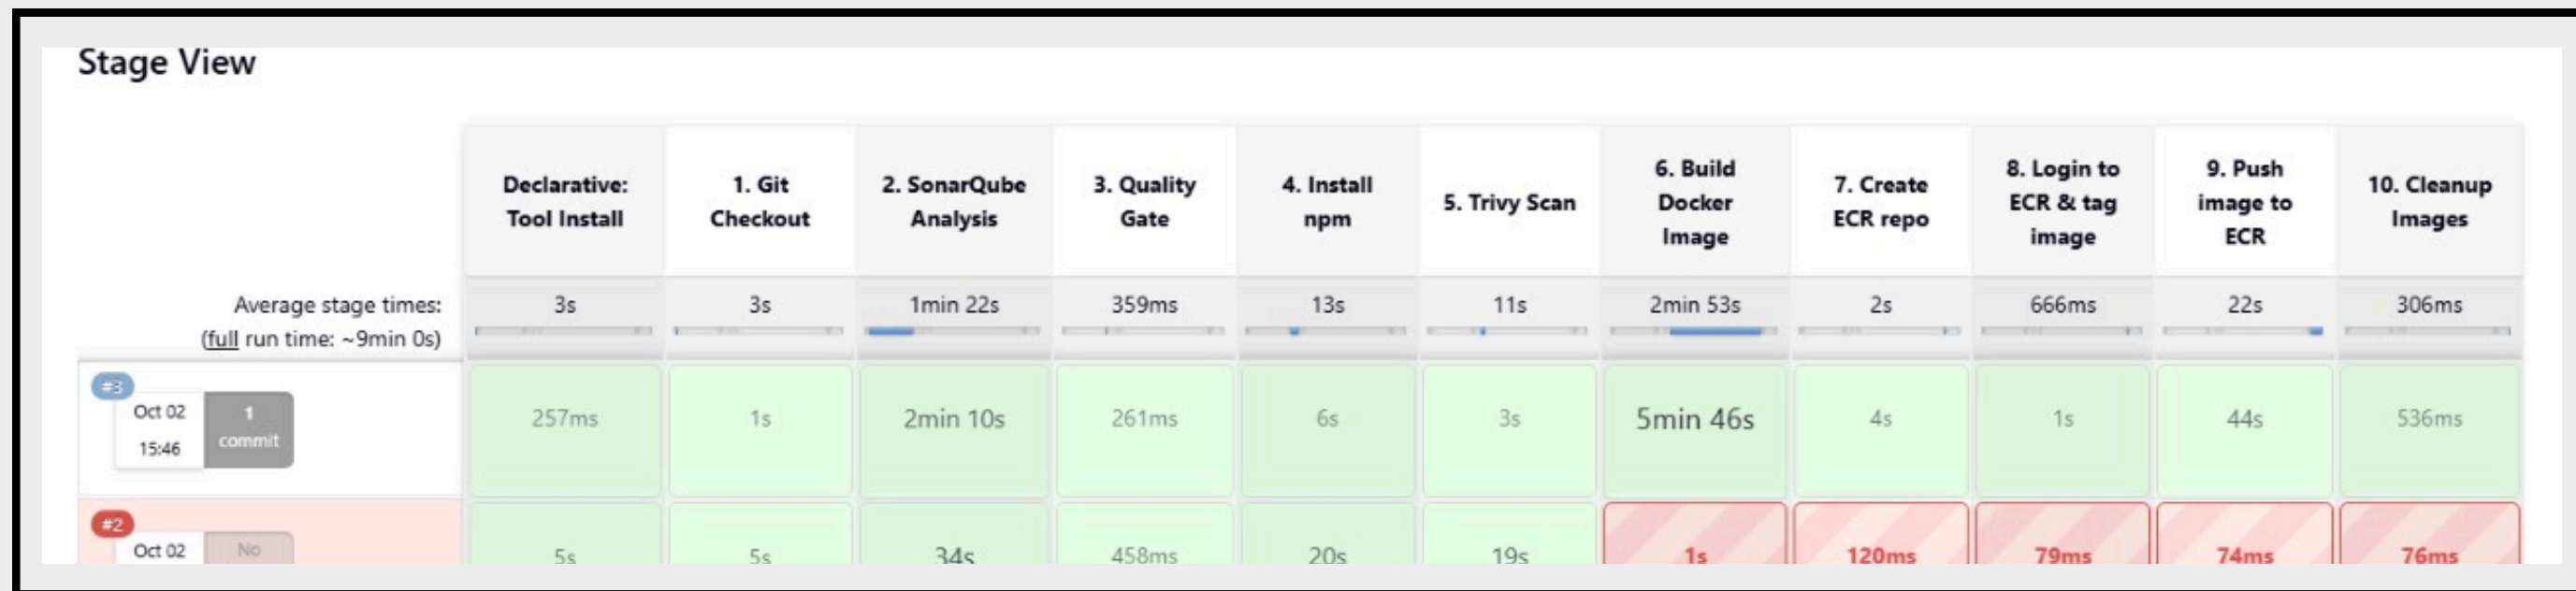 Stage View
Declarative:
Tool Install
1. Git
Checkout
2. SonarQube
Analysis
3. Quality
Gate
4. Install
npm
5. Trivy Scan
6. Build
Docker
Image
7. Create
ECR repo
8. Login to
ECR & tag
image
9. Push
image to
ECR
10. Cleanup
Images
Average stage times:
(full run time: ~9min 0s)
3s
3s
1min 22s
359ms
13s
11s
2min 53s
2s
666ms
22s
306ms
#3
Oct 02
15:46
1
commit
257ms
1s
2min 10s
261ms
6s
3s
5min 46s
4s
1s
44s
536ms
#2
Oct 02
No
5s
5s
34s
458ms
20s
19s
1s
120ms
79ms
74ms
76ms